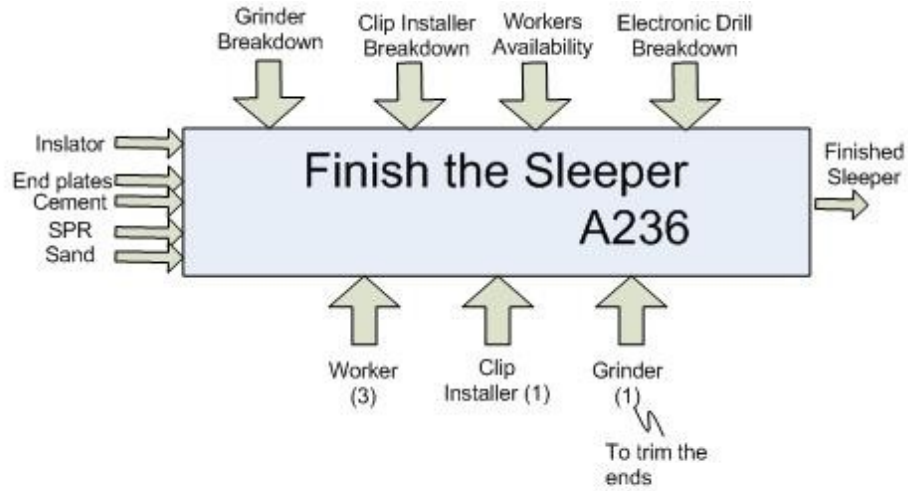 Grinder
Breakdown
Clip Installer
Breakdown
Workers
Availability
Electronic Drill
Breakdown
Inslator
End plates
Cement
SPR
Sand
Finish the Sleeper
A236
Finished
Sleeper
Worker
(3)
Clip
Installer (1)
Grinder
(1)
To trim the
ends